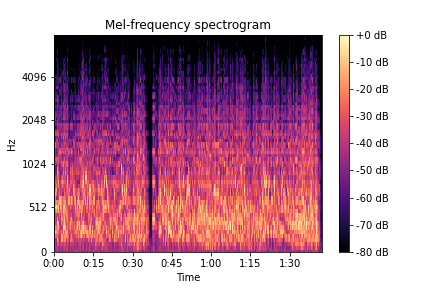 Mel-frequency spectrogram
+0 dB
-10 dB
-20 dB
-30 dB
-40 dB
-50 dB
-60 dB
-70 dB
-80 dB
Hz
4096
2048
1024
512
0
0:00 0:15 0:30 0:45 1:00 1:15 1:30
Time